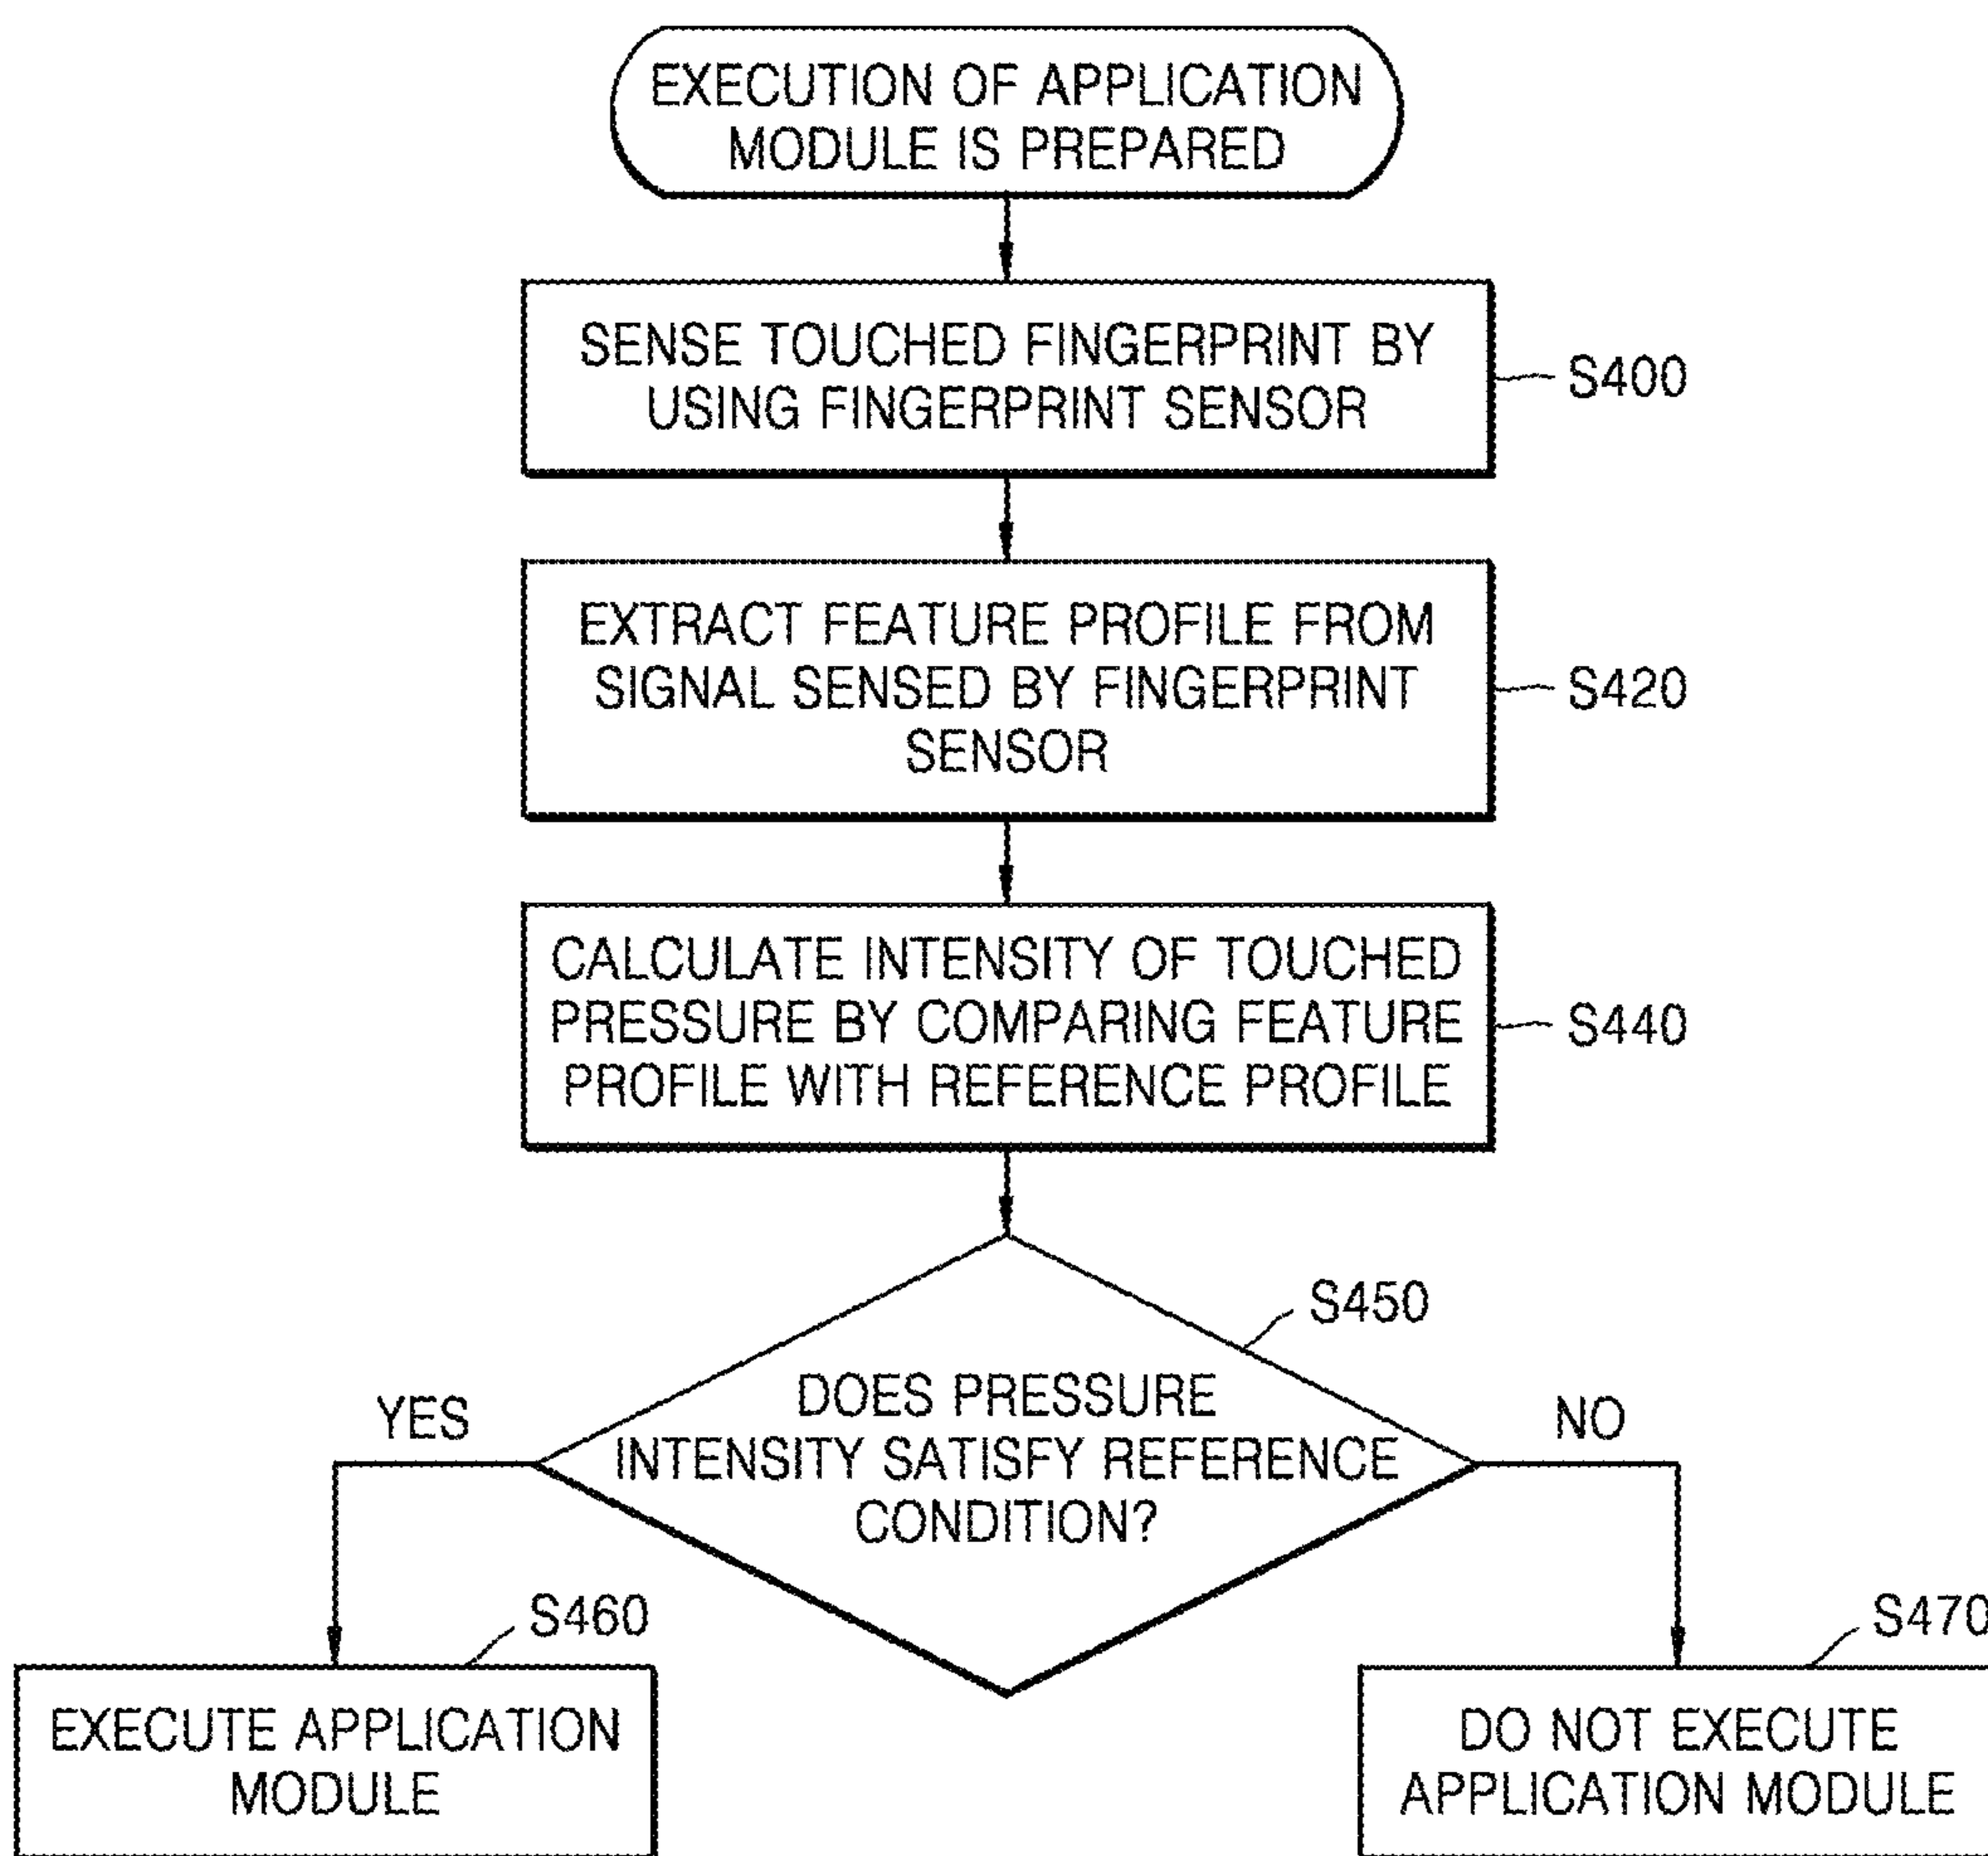 EXECUTION OF APPLICATION
MODULE IS PREPARED
SENSE TOUCHED FINGERPRINT BY
USING FINGERPRINT SENSOR
S400
EXTRACT FEATURE PROFILE FROM
SIGNAL SENSED BY FINGERPRINT
SENSOR
S420
CALCULATE INTENSITY OF TOUCHED
PRESSURE BY COMPARING FEATURE
PROFILE WITH REFERENCE PROFILE
S440
S450
DOES PRESSURE
INTENSITY SATISFY REFERENCE
CONDITION?
YES
NO
S460
EXECUTE APPLICATION
MODULE
S470
DO NOT EXECUTE
APPLICATION MODULE